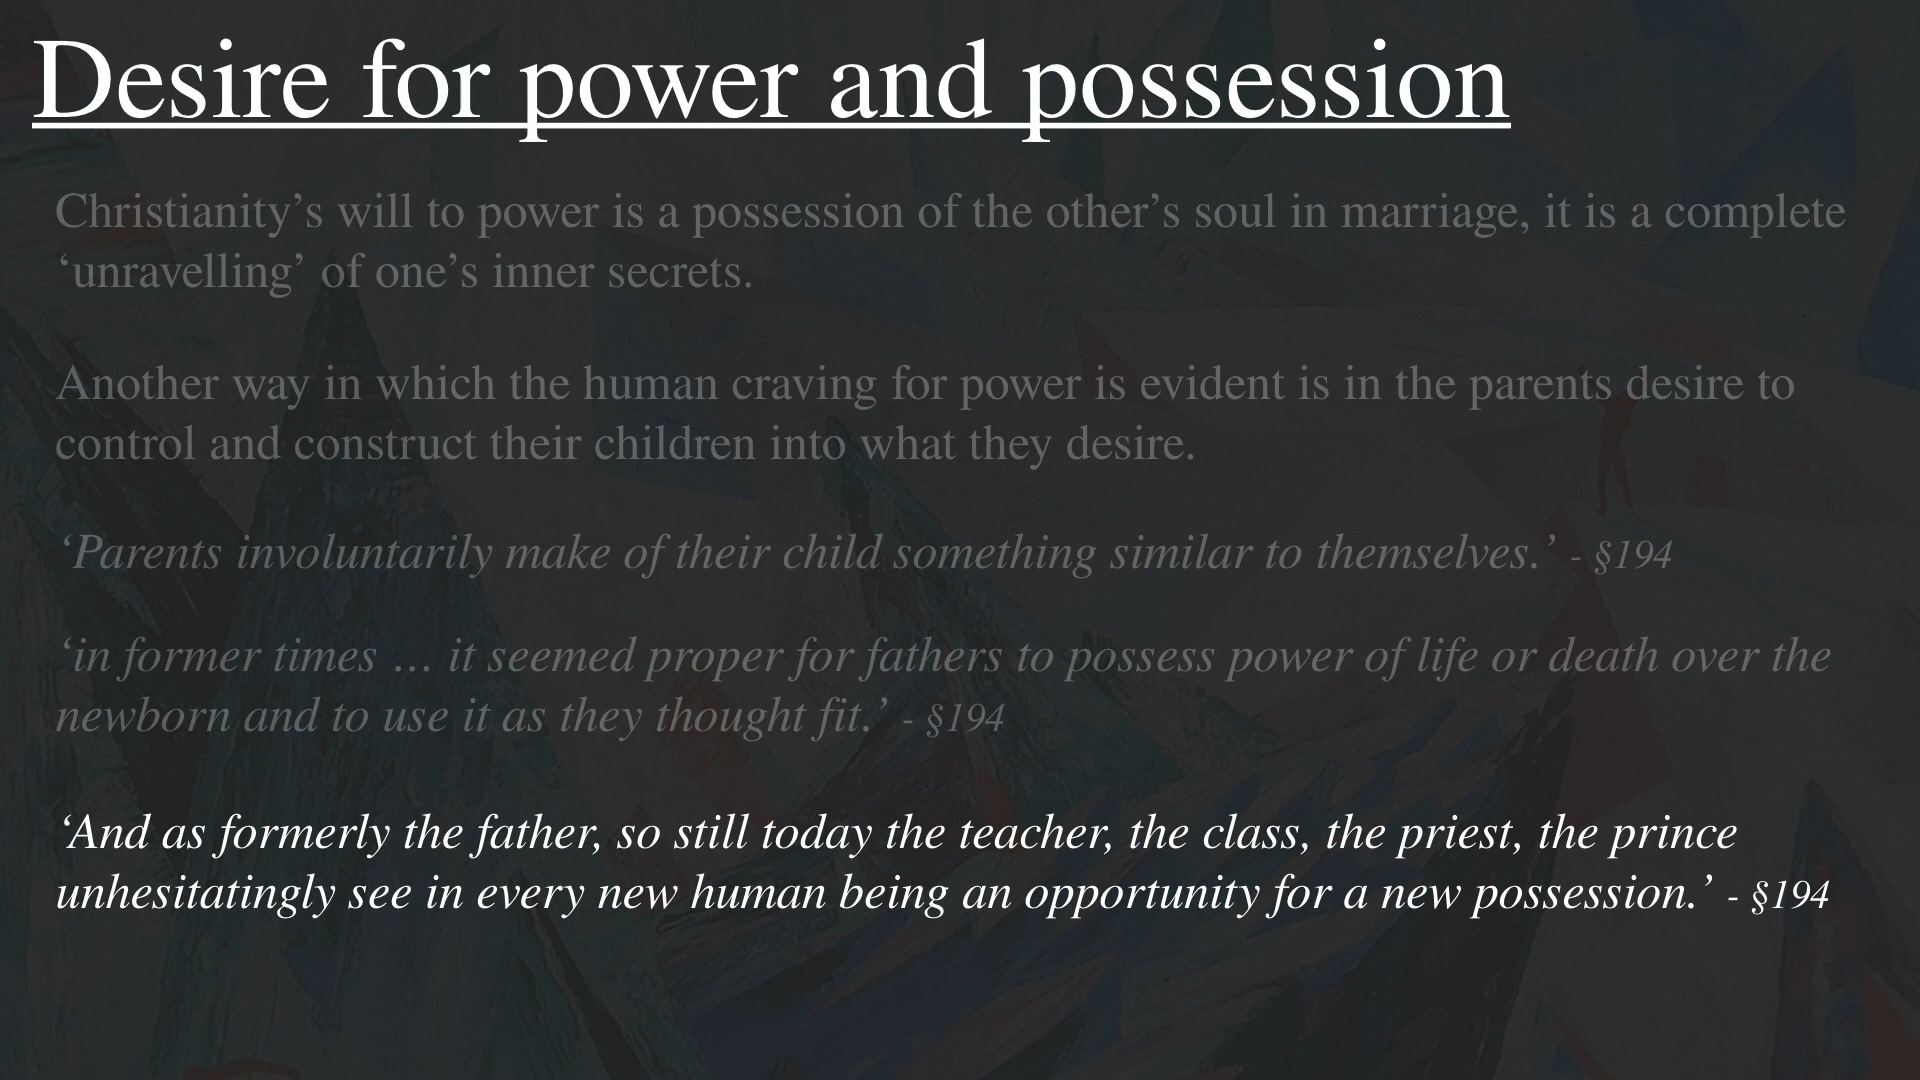 Desire for power and possession
Christianity’s will to power is a possession of the other’s soul in marriage, it is a complete
‘unravelling’ of one’s inner secrets.
Another way in which the human craving for power is evident is in the parents desire to
control and construct their children into what they desire.
‘Parents involuntarily make of their child something similar to themselves.’ - §194
‘in former times … it seemed proper for fathers to possess power of life or death over the
newborn and to use it as they thought fit.’ - §194
‘And as formerly the father, so still today the teacher, the class, the priest, the prince
unhesitatingly see in every new human being an opportunity for a new possession.’ - §194